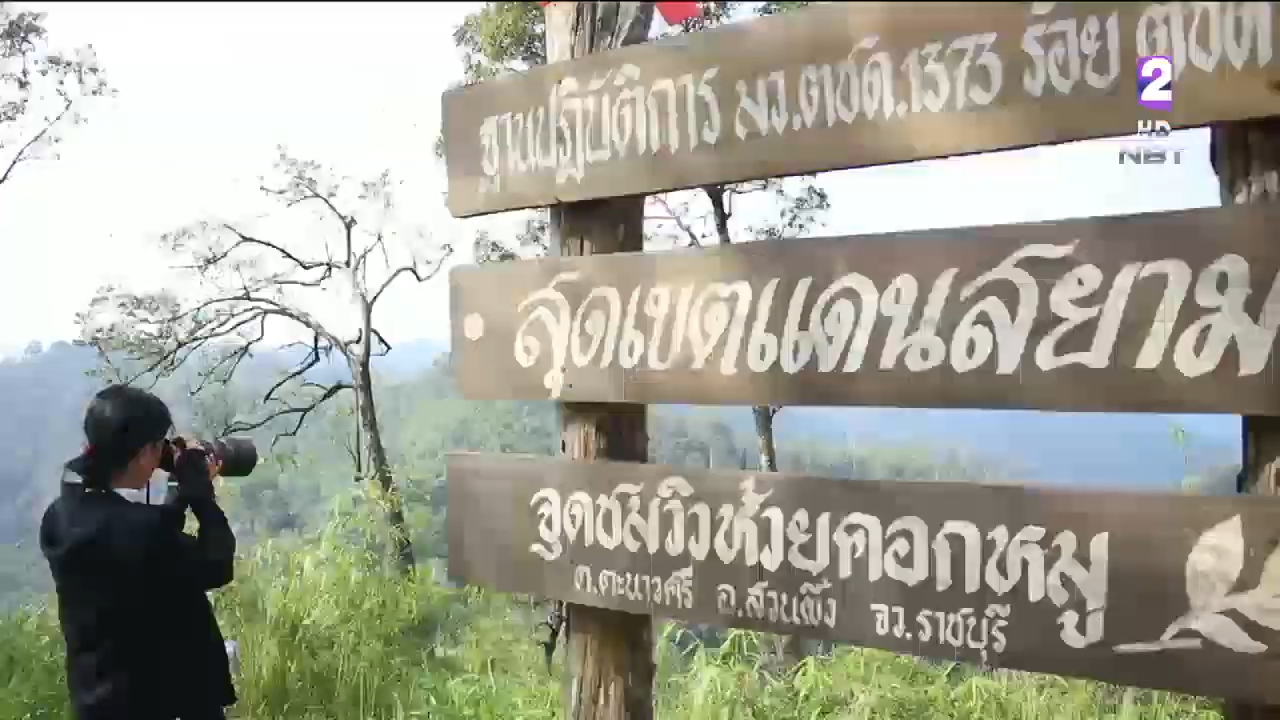 ฐานปฏิบัติการ มว.ตชด.1373 ร้อย ตชด
2
HD
NBT
สุดเขตแดนสยาม
จุดชมวิวห้วยคอกหมู
ต.ตะนาวศรี อ.สวนผึ้ง จว.ราชบุรี